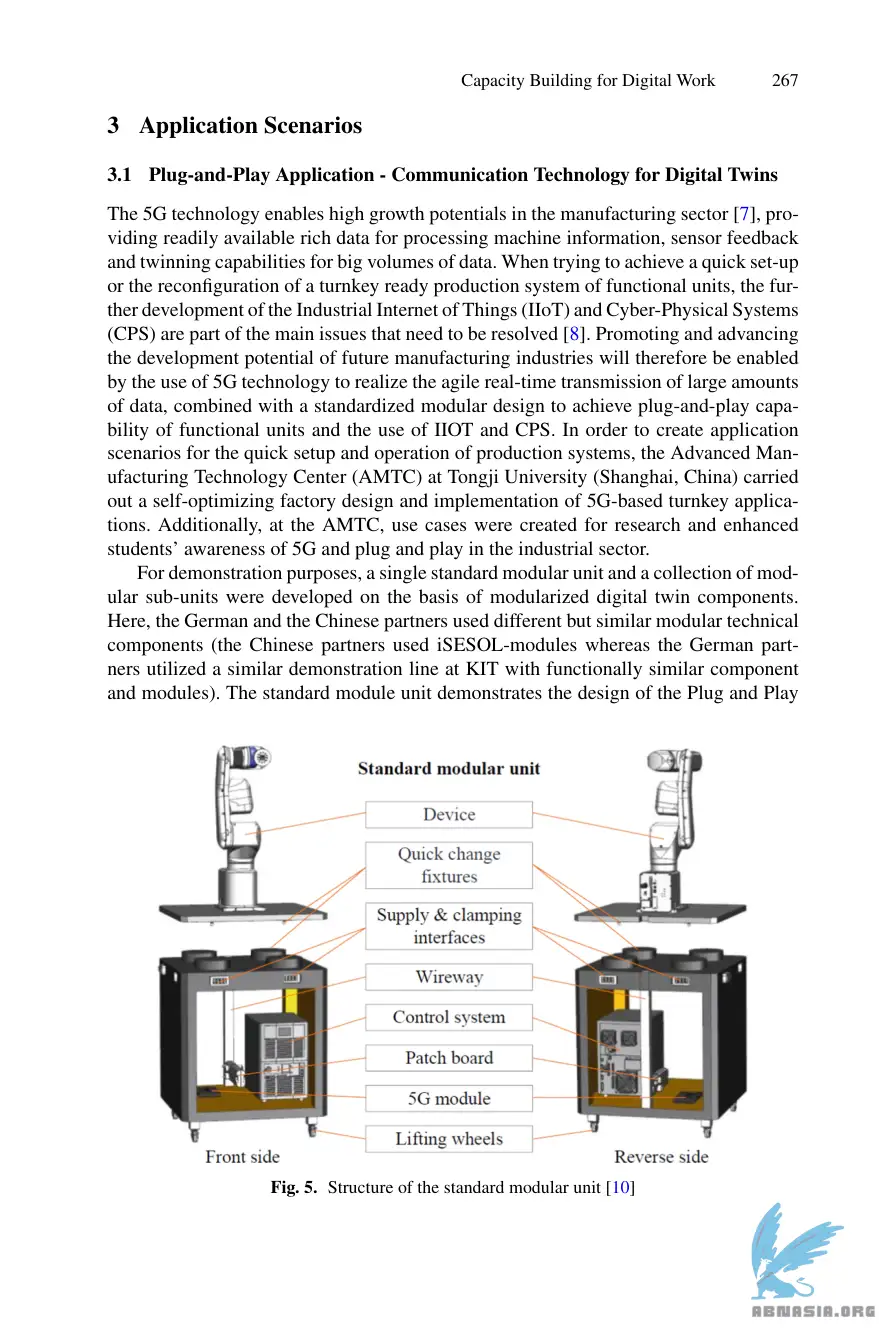 Capacity Building for Digital Work 267
3 Application Scenarios
3.1 Plug-and-Play Application - Communication Technology for Digital Twins
The 5G technology enables high growth potentials in the manufacturing sector [7], pro-
viding readily available rich data for processing machine information, sensor feedback
and twinning capabilities for big volumes of data. When trying to achieve a quick set-up
or the reconfiguration of a turnkey ready production system of functional units, the fur-
ther development of the Industrial Internet of Things (IIoT) and Cyber-Physical Systems
(CPS) are part of the main issues that need to be resolved [8]. Promoting and advancing
the development potential of future manufacturing industries will therefore be enabled
by the use of 5G technology to realize the agile real-time transmission of large amounts
of data, combined with a standardized modular design to achieve plug-and-play capa-
bility of functional units and the use of IIOT and CPS. In order to create application
scenarios for the quick setup and operation of production systems, the Advanced Man-
ufacturing Technology Center (AMTC) at Tongji University (Shanghai, China) carried
out a self-optimizing factory design and implementation of 5G-based turnkey applica-
tions. Additionally, at the AMTC, use cases were created for research and enhanced
students' awareness of 5G and plug and play in the industrial sector.
For demonstration purposes, a single standard modular unit and a collection of mod-
ular sub-units were developed on the basis of modularized digital twin components.
Here, the German and the Chinese partners used different but similar modular technical
components (the Chinese partners used iSESOL-modules whereas the German part-
ners utilized a similar demonstration line at KIT with functionally similar component
and modules). The standard module unit demonstrates the design of the Plug and Play
Standard modular unit
Device
Quick change
fixtures
Supply & clamping
interfaces
Wireway
Control system
Patch board
5G module
Lifting wheels
Front side
Reverse side
Fig. 5. Structure of the standard modular unit [10]
ABNASIA.ORG